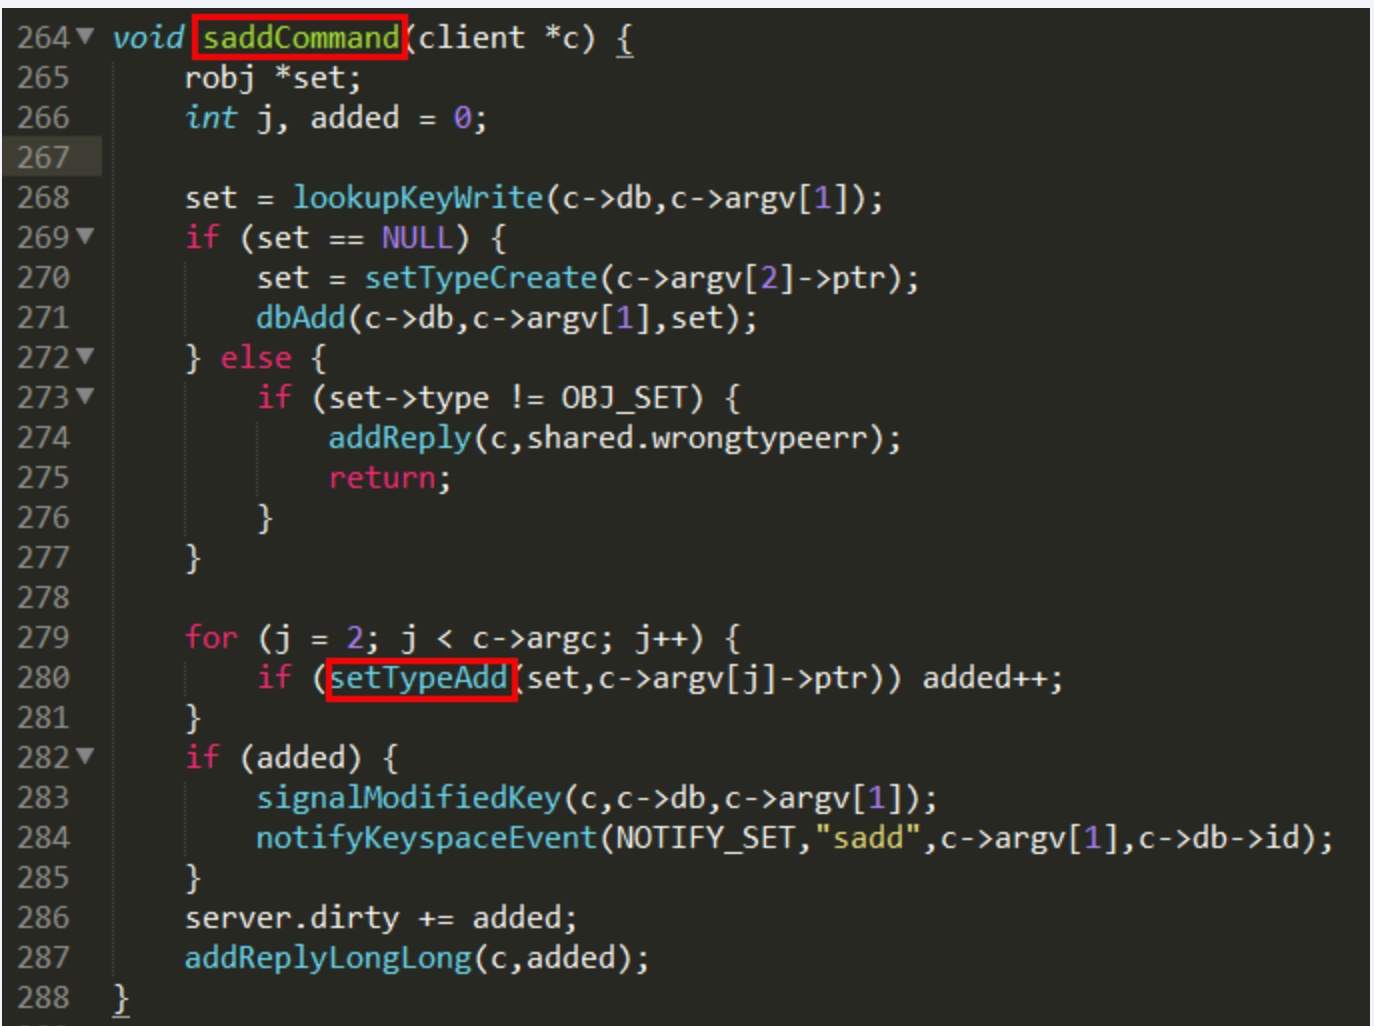 264 void saddCommand(client *c) {
265     robj *set;
266     int j, added = 0;
267
268     set = lookupKeyWrite(c->db,c->argv[1]);
269     if (set == NULL) {
270         set = setTypeCreate(c->argv[2]->ptr);
271         dbAdd(c->db,c->argv[1],set);
272     } else {
273         if (set->type != OBJ_SET) {
274             addReply(c,shared.wrongtypeerr);
275             return;
276         }
277     }
278
279     for (j = 2; j < c->argc; j++) {
280         if (setTypeAdd(set,c->argv[j]->ptr)) added++;
281     }
282     if (added) {
283         signalModifiedKey(c,c->db,c->argv[1]);
284         notifyKeyspaceEvent(NOTIFY_SET,"sadd",c->argv[1],c->db->id);
285     }
286     server.dirty += added;
287     addReplyLongLong(c,added);
288 }